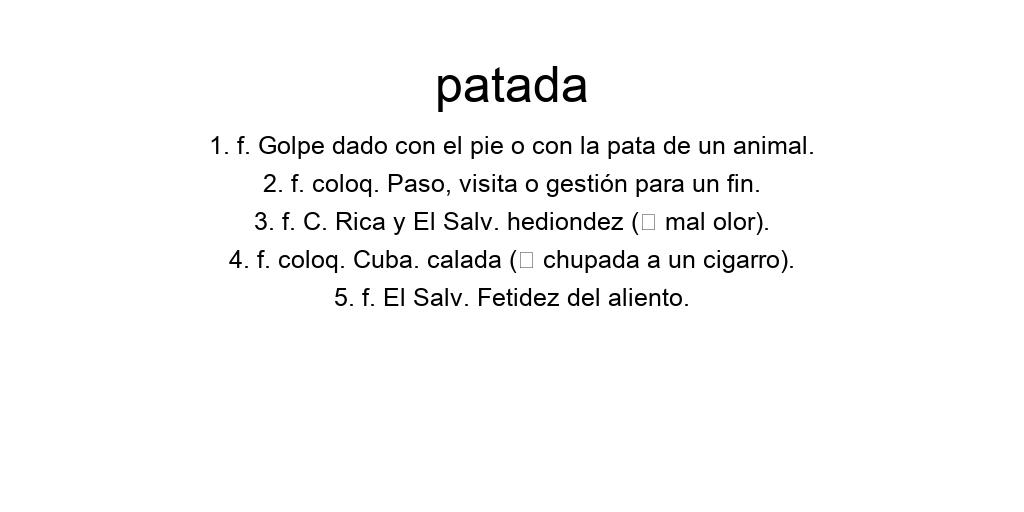 patada
1. f. Golpe dado con el pie o con la pata de un animal.
2. f. coloq. Paso, visita o gestión para un fin.
3. f. C. Rica y El Salv. hediondez (□ mal olor).
4. f. coloq. Cuba. calada (□ chupada a un cigarro).
5. f. El Salv. Fetidez del aliento.